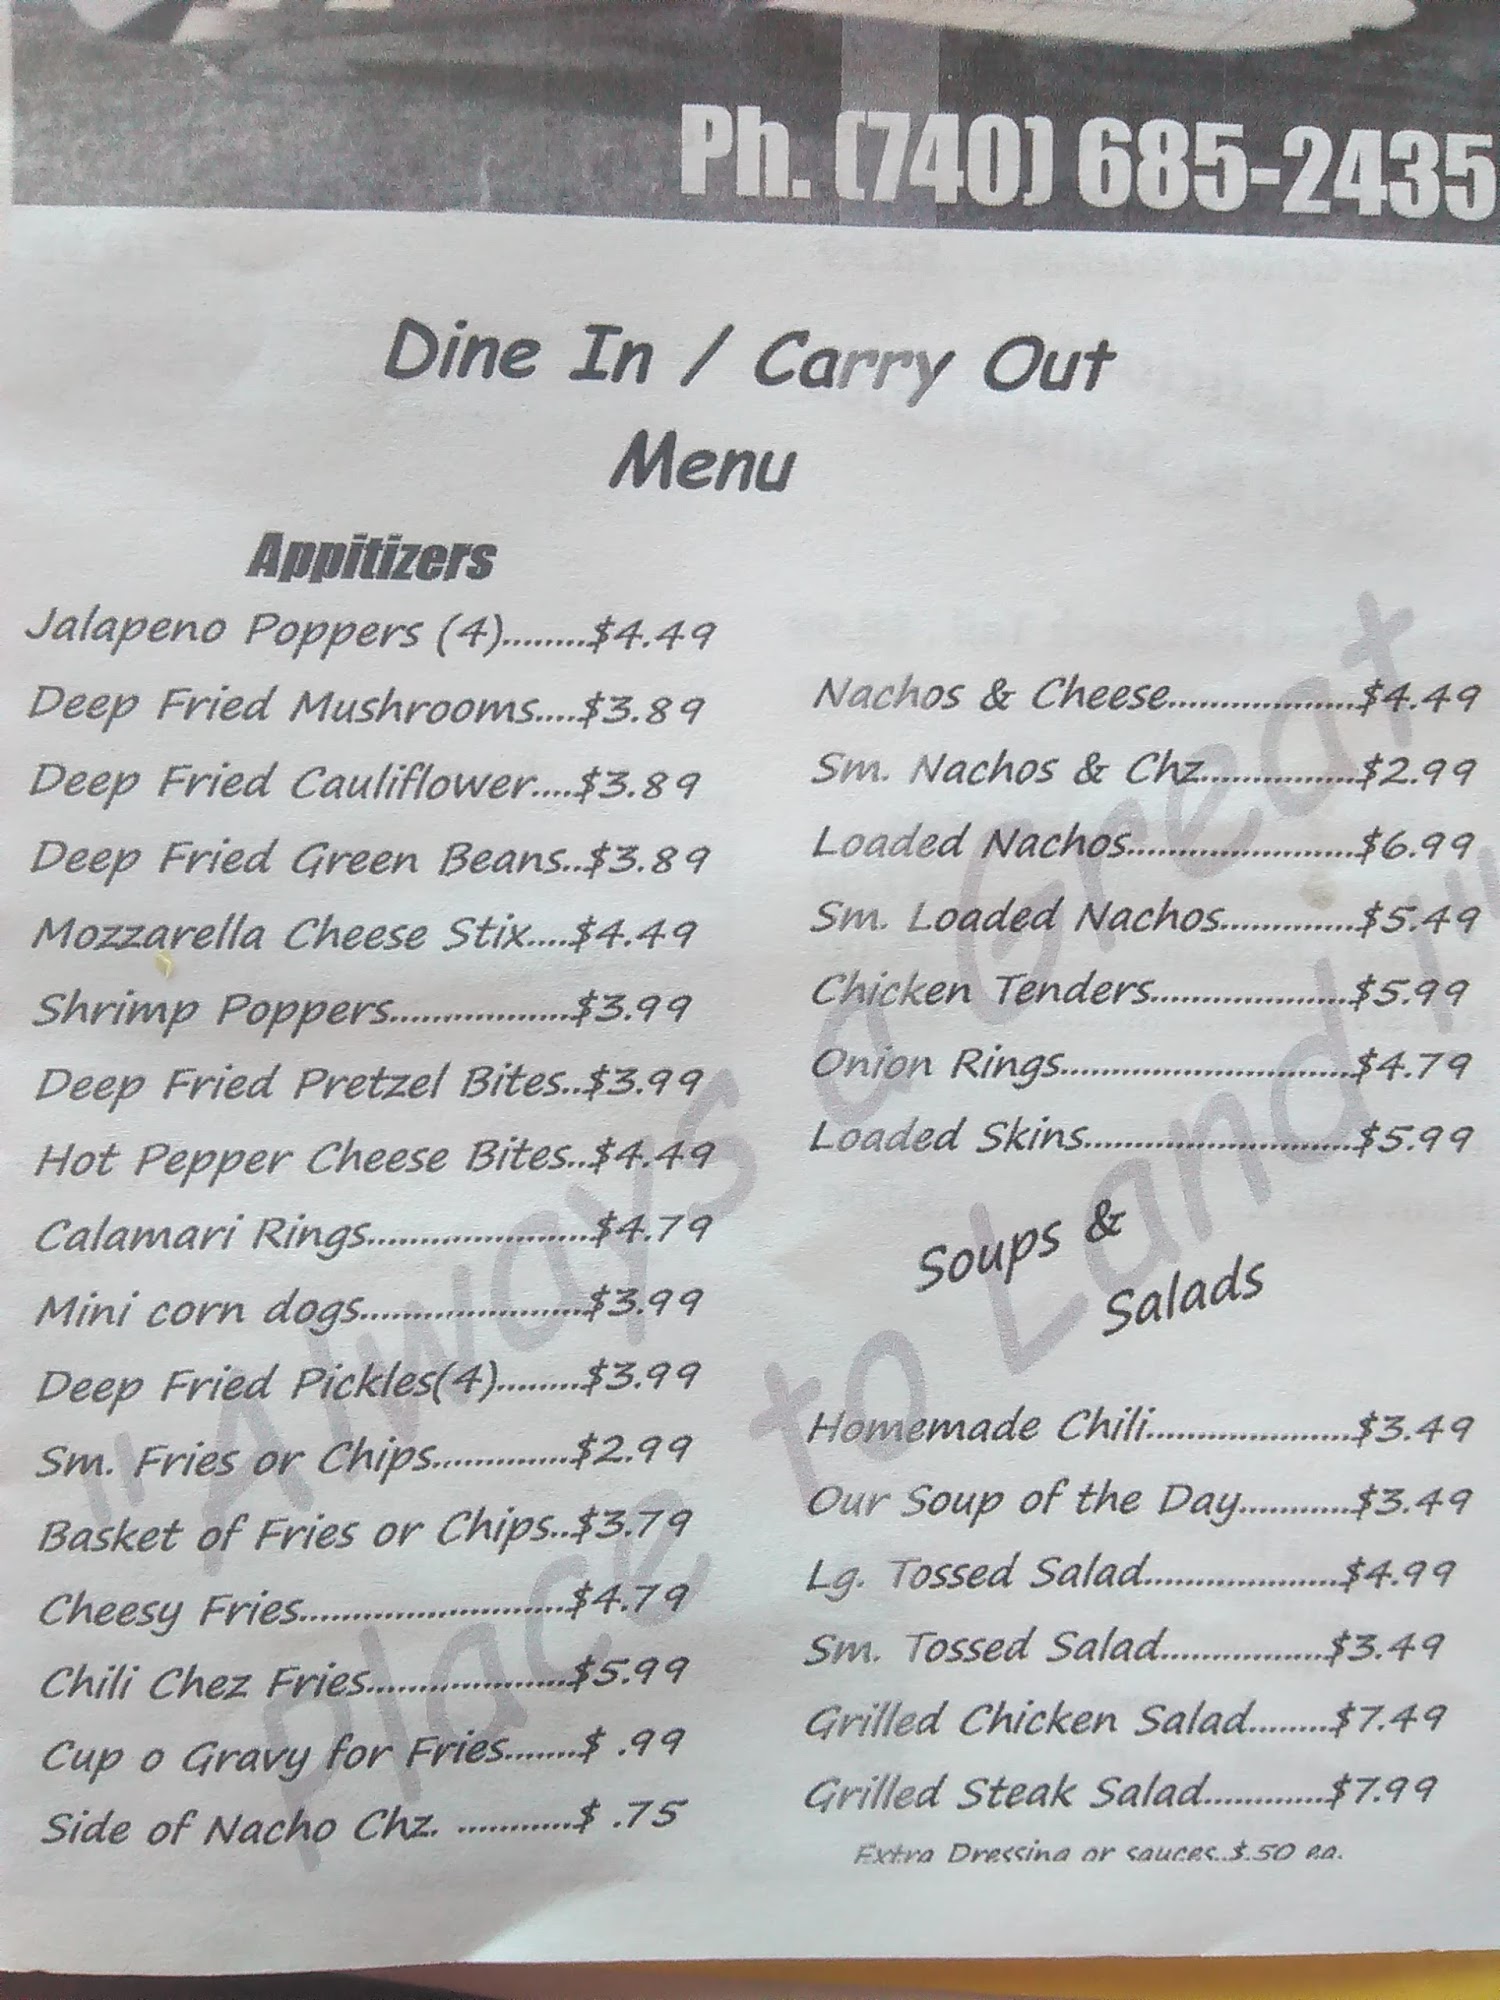 Ph. (740) 685-2435
Dine In / Carry Out
Menu
Appitizers
Jalapeno Poppers (4).........$4.49
Deep Fried Mushrooms....$3.89
Deep Fried Cauliflower....$3.89
Deep Fried Green Beans..$3.89
Mozzarella Cheese Stix....$4.49
Shrimp Poppers..................$3.99
Deep Fried Pretzel Bites..$3.99
Hot Pepper Cheese Bites..$4.49
Calamari Rings......................$4.79
Mini corn dogs......................$3.99
Deep Fried Pickles(4)........$3.99
Sm. Fries or Chips.............$2.99
Basket of Fries or Chips..$3.79
Cheesy Fries..........................$4.79
Chili Chez Fries....................$5.99
Cup o Gravy for Fries.......$ .99
Side of Nacho Chz. ............$ .75
Nachos & Cheese...................$4.49
Sm. Nachos & Chz................$2.99
Loaded Nachos.......................$6.99
Sm. Loaded Nachos.............$5.49
Chicken Tenders....................$5.99
Onion Rings.............................$4.79
Loaded Skins...........................$5.99
Soups &
Salads
Homemade Chili.....................$3.49
Our Soup of the Day...........$3.49
Lg. Tossed Salad....................$4.99
Sm. Tossed Salad.................$3.49
Grilled Chicken Salad........$7.49
Grilled Steak Salad.............$7.99
Extra Dressing or sauces..$.50 ea.
"Always a Great
Place to Land !"